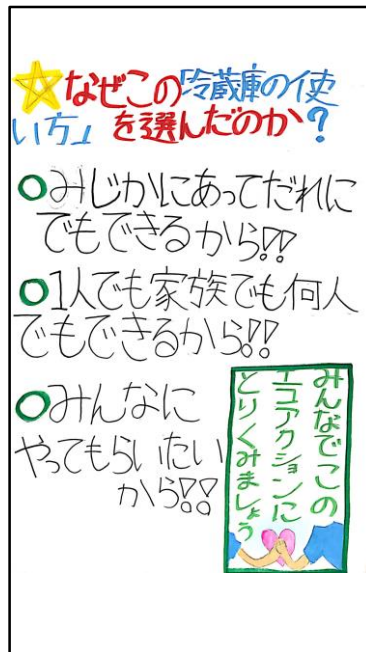 ☆なぜこの「冷蔵庫の使
い方」を選んだのか?
○みじかにあってだれに
でもできるから!!
○1人でも家族でも何人
でもできるから!!
○みんなに
やってもらいたい
から!!
みんなでこの
エコアクションに
とりくみましょう